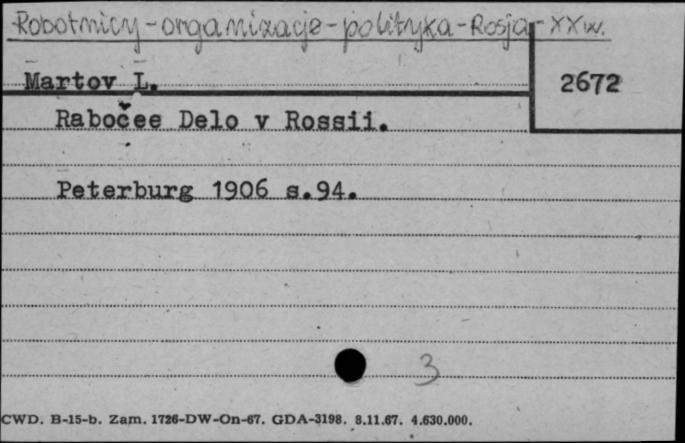 Robotnicy-organizacje-polityka-Rosja-XXw.
Martov L.
2672
Rabočee Delo v Rossii.
Peterburg 1906 s.94.
3
CWD. B-15-b. Zam. 1726-DW-On-67. GDA-3198. 8.11.67. 4.630.000.